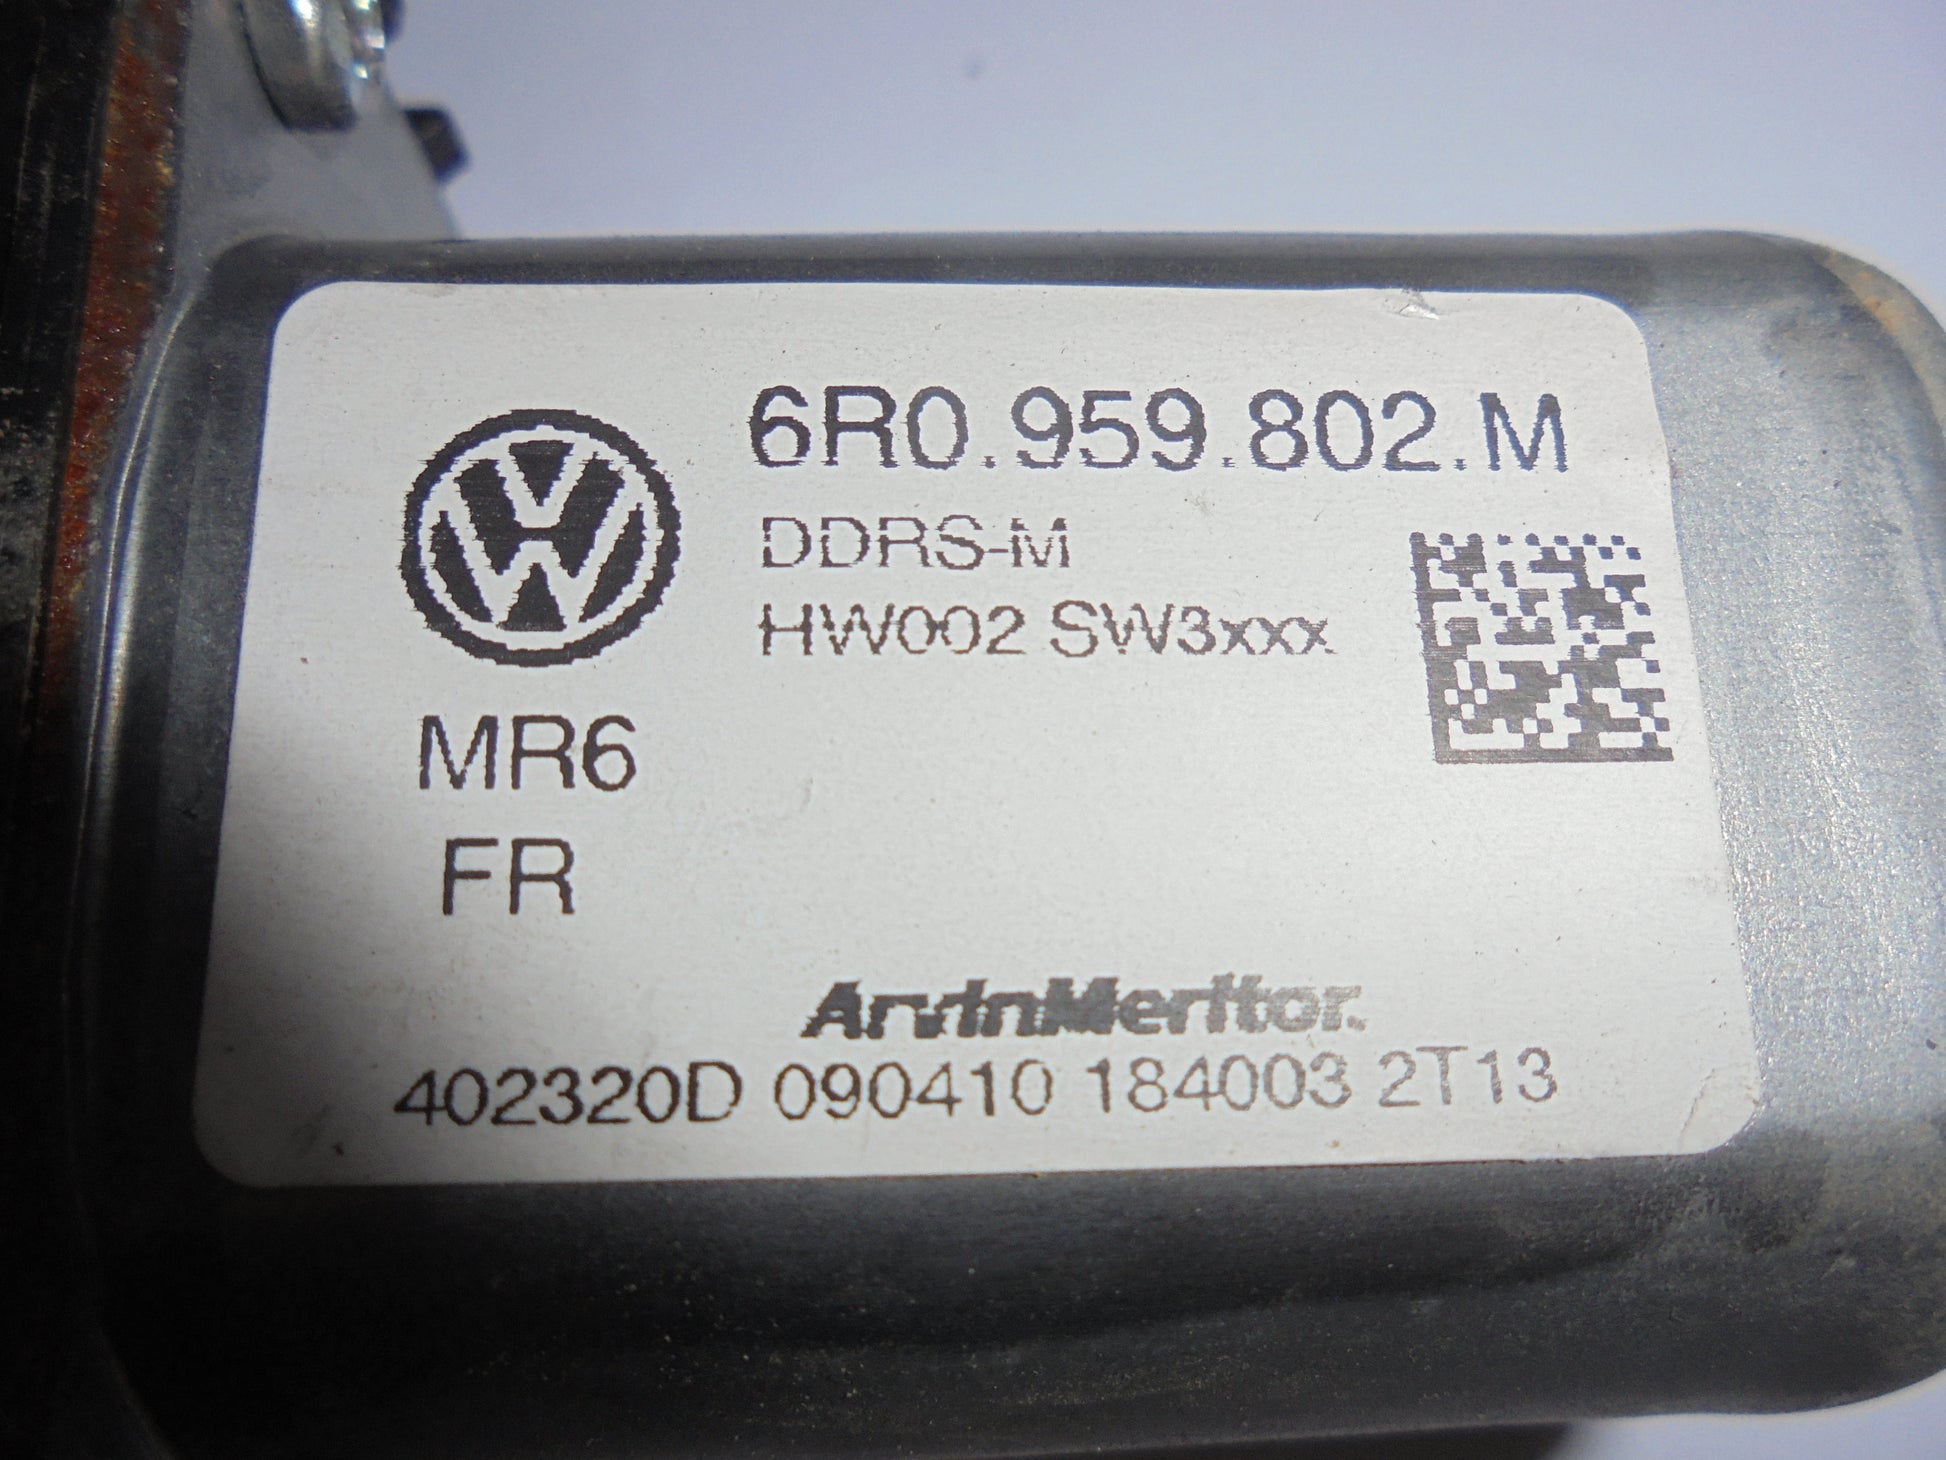 6R0.959.802.M
DDRS-M
HW002 SW3xxx
MR6
FR
ArvinMeritor.
402320D 090410 184003 2T13